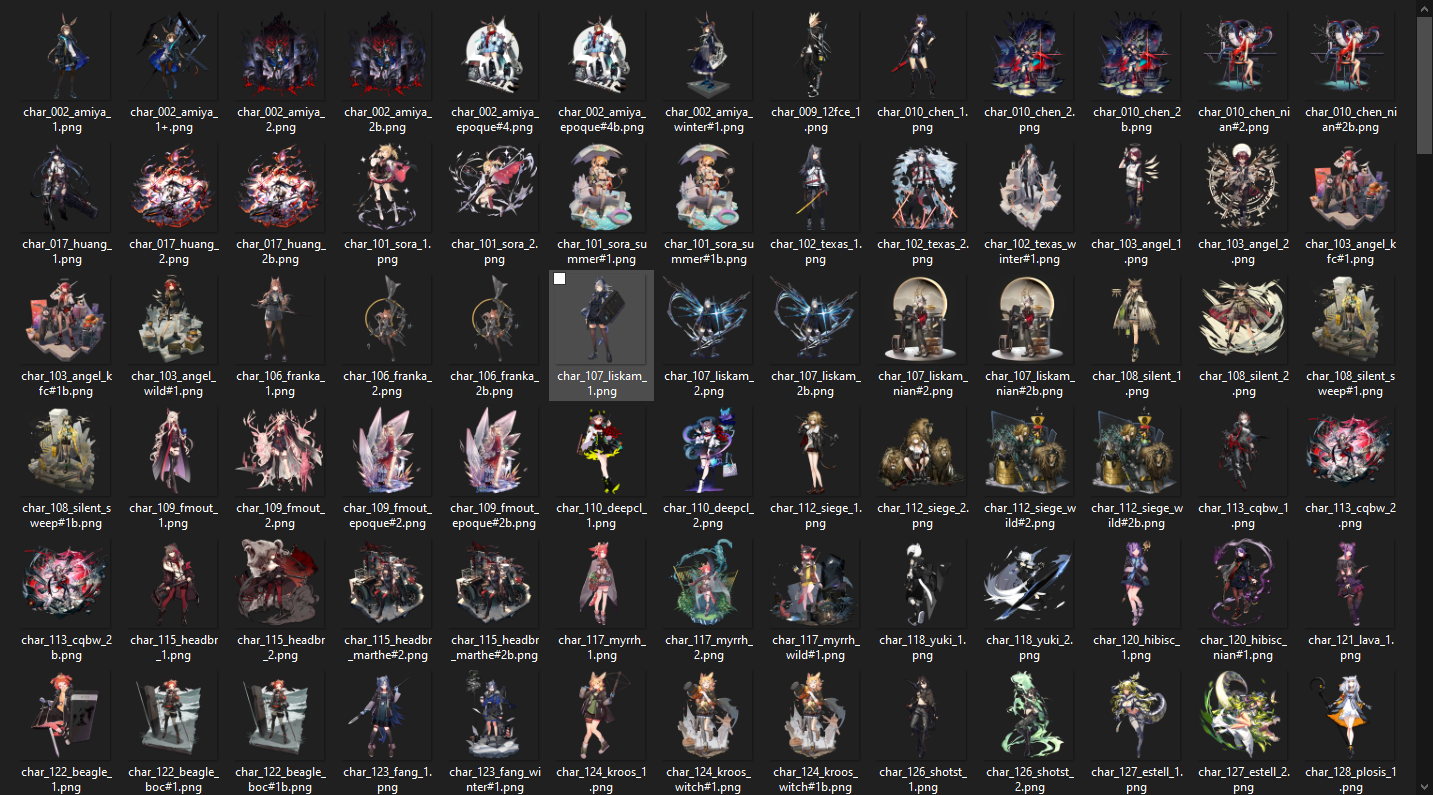 char_002_amiya_
1.png
char_002_amiya_
1+.png
char_002_amiya_
2.png
char_002_amiya_
2b.png
char_002_amiya_
epoque#4.png
char_002_amiya_
epoque#4b.png
char_002_amiya_
winter#1.png
char_009_12fce_1
.png
char_010_chen_1.
png
char_010_chen_2.
png
char_010_chen_2
b.png
char_010_chen_ni
an#2.png
char_010_chen_ni
an#2b.png
char_017_huang_
1.png
char_017_huang_
2.png
char_017_huang_
2b.png
char_101_sora_1.
png
char_101_sora_2.
png
char_101_sora_su
mmer#1.png
char_101_sora_su
mmer#1b.png
char_102_texas_1.
png
char_102_texas_2.
png
char_102_texas_w
inter#1.png
char_103_angel_1
.png
char_103_angel_2
.png
char_103_angel_k
fc#1.png
char_103_angel_k
fc#1b.png
char_103_angel_
wild#1.png
char_106_franka_
1.png
char_106_franka_
2.png
char_106_franka_
2b.png
char_107_liskam_
1.png
char_107_liskam_
2.png
char_107_liskam_
2b.png
char_107_liskam_
nian#2.png
char_107_liskam_
nian#2b.png
char_108_silent_1
.png
char_108_silent_2
.png
char_108_silent_s
weep#1.png
char_108_silent_s
weep#1b.png
char_109_fmout_
1.png
char_109_fmout_
2.png
char_109_fmout_
epoque#2.png
char_109_fmout_
epoque#2b.png
char_110_deepcl_
1.png
char_110_deepcl_
2.png
char_112_siege_1.
png
char_112_siege_2.
png
char_112_siege_w
ild#2.png
char_112_siege_w
ild#2b.png
char_113_cqbw_1
.png
char_113_cqbw_2
.png
char_113_cqbw_2
b.png
char_115_headbr
_1.png
char_115_headbr
_2.png
char_115_headbr
_marthe#2.png
char_115_headbr
_marthe#2b.png
char_117_myrrh_
1.png
char_117_myrrh_
2.png
char_117_myrrh_
wild#1.png
char_118_yuki_1.
png
char_118_yuki_2.
png
char_120_hibisc_
1.png
char_120_hibisc_
nian#1.png
char_121_lava_1.
png
char_122_beagle_
1.png
char_122_beagle_
boc#1.png
char_122_beagle_
boc#1b.png
char_123_fang_1.
png
char_123_fang_wi
nter#1.png
char_124_kroos_1
.png
char_124_kroos_
witch#1.png
char_124_kroos_
witch#1b.png
char_126_shotst_
1.png
char_126_shotst_
2.png
char_127_estell_1.
png
char_127_estell_2.
png
char_128_plosis_1
.png